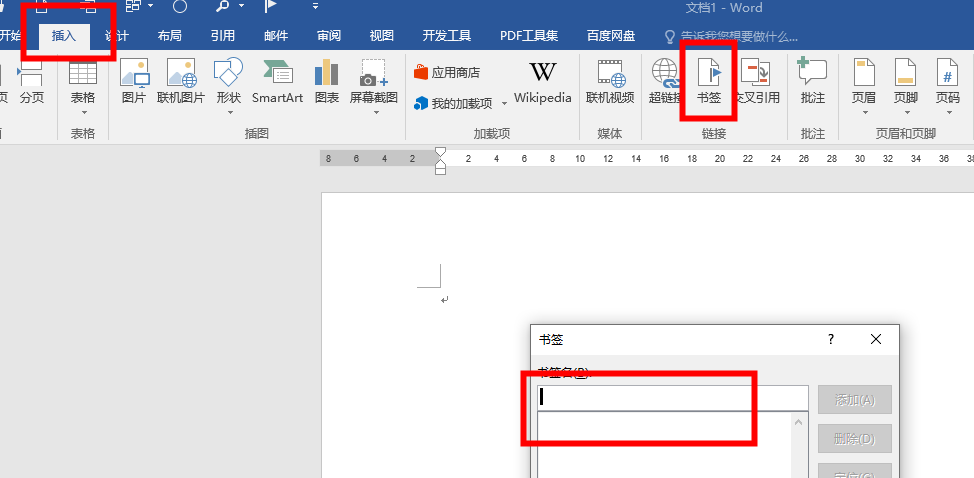 文档1 - Word
开始 插入 设计 布局 引用 邮件 审阅 视图 开发工具 PDF工具集 百度网盘 告诉我您想要做什么...
页 分页 表格 图片 联机图片 形状 SmartArt 图表 屏幕截图 应用商店 我的加载项 Wikipedia 联机视频 超链接 书签 交叉引用 批注 页眉 页脚 页码
页 表格 插图 加载项 媒体 链接 批注 页眉和页脚
8 6 4 2 2 4 6 8 10 12 14 16 18 20 22 24 26 28 30 32 34 36 38
书签 ?
书签名(B):
添加(A)
删除(D)
定位(G)